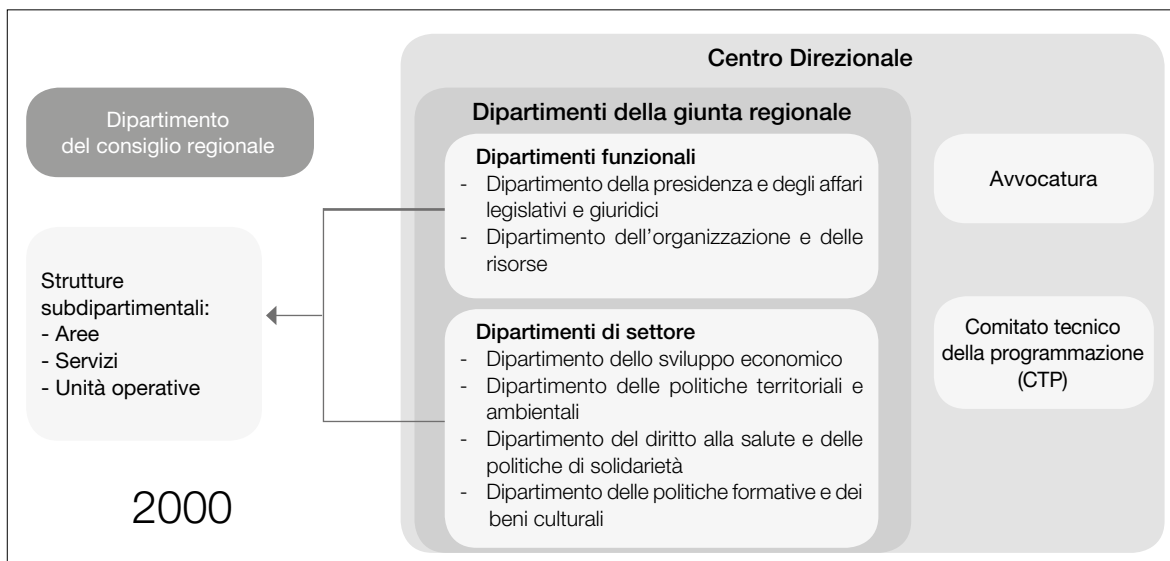 Centro Direzionale
Dipartimento
del consiglio regionale
Dipartimenti della giunta regionale
Dipartimenti funzionali
- Dipartimento della presidenza e degli affari
legislativi e giuridici
- Dipartimento dell'organizzazione e delle
risorse
Avvocatura
Strutture
subdipartimentali:
- Aree
- Servizi
- Unità operative
Dipartimenti di settore
- Dipartimento dello sviluppo economico
- Dipartimento delle politiche territoriali e
ambientali
- Dipartimento del diritto alla salute e delle
politiche di solidarietà
- Dipartimento delle politiche formative e dei
beni culturali
Comitato tecnico
della programmazione
(CTP)
2000